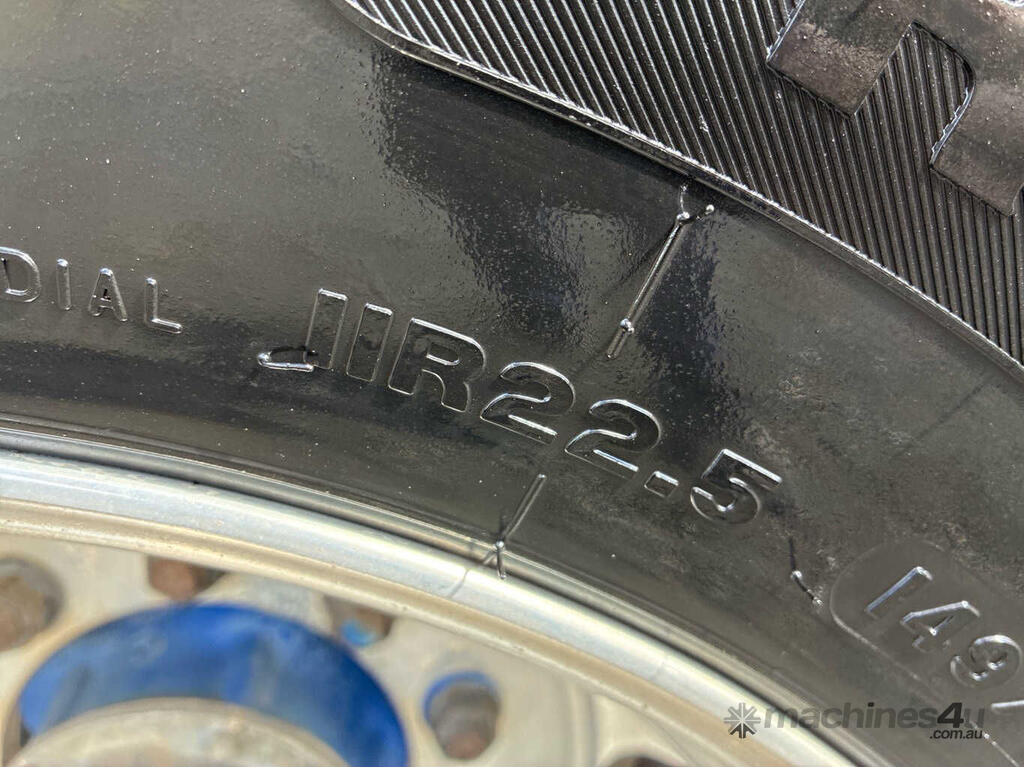 DIAL 11R22.5 149/
machines4u
.com.au